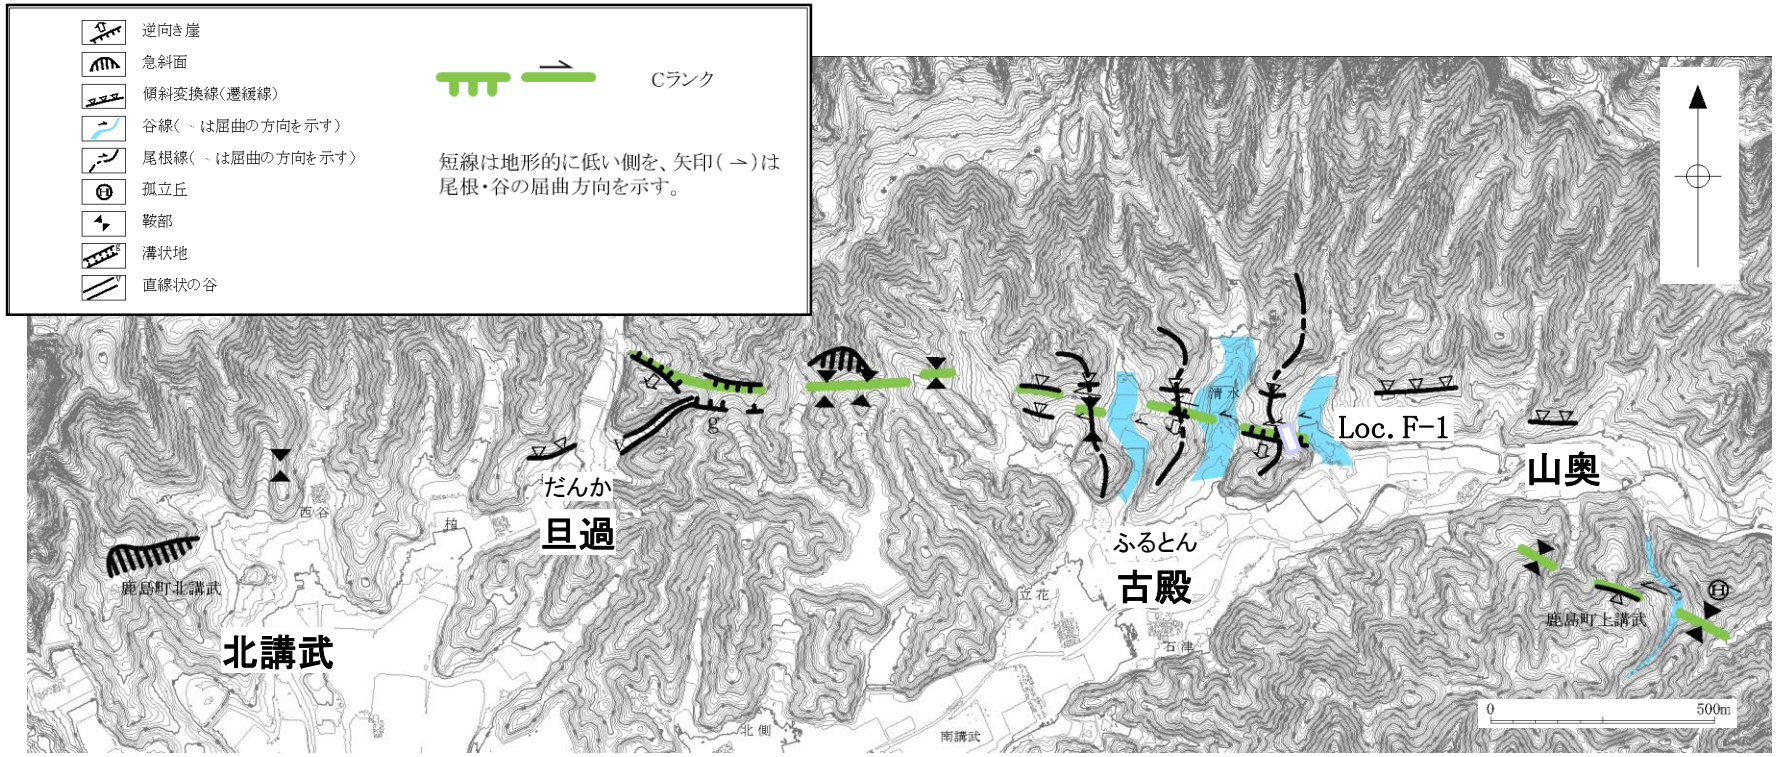 逆向き崖
急斜面
傾斜変換線(遷緩線)
谷線(⇀は屈曲の方向を示す)
尾根線(⇀は屈曲の方向を示す)
孤立丘
鞍部
溝状地
直線状の谷
g
v
Cランク
短線は地形的に低い側を、矢印(⇀)は
尾根・谷の屈曲方向を示す。
清水
Loc. F-1
山奥
g
V
だんか
旦過
西谷
柏
鹿島町北講武
北講武
ふるとん
古殿
立花
石津
鹿島町上講武
H
北側
南講武
0 500m